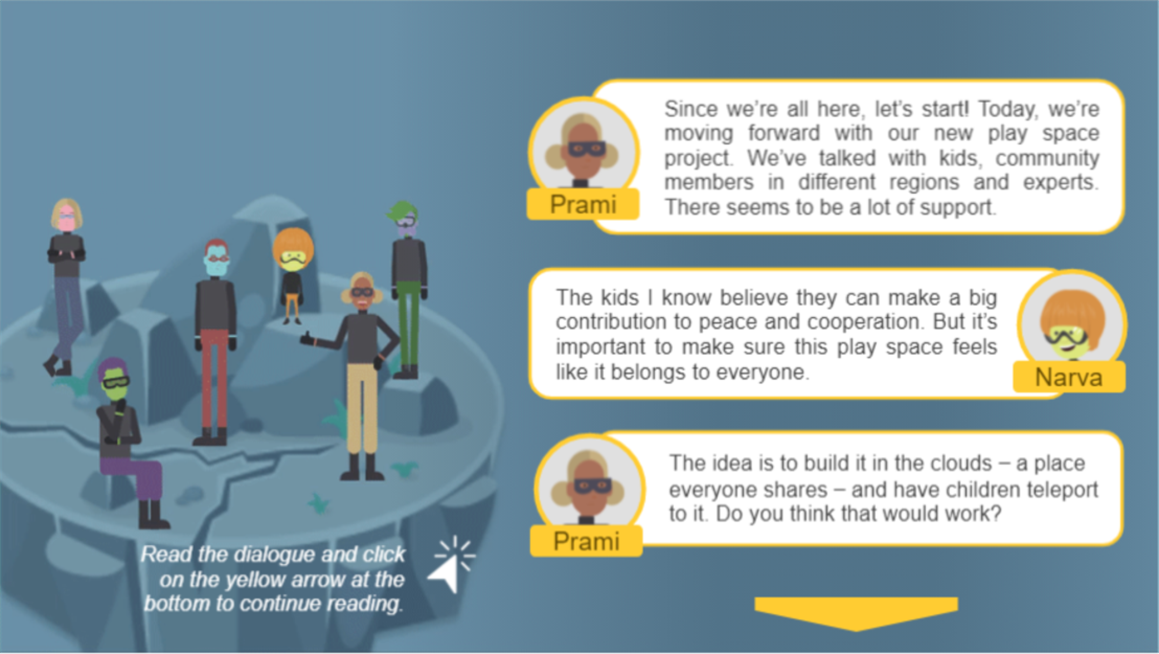 Since we're all here, let's start! Today, we're
moving forward with our new play space
project. We've talked with kids, community
members in different regions and experts.
There seems to be a lot of support.
Prami
The kids I know believe they can make a big
contribution to peace and cooperation. But it's
important to make sure this play space feels
like it belongs to everyone.
Narva
The idea is to build it in the clouds – a place
everyone shares – and have children teleport
to it. Do you think that would work?
Prami
Read the dialogue and click
on the yellow arrow at the
bottom to continue reading.